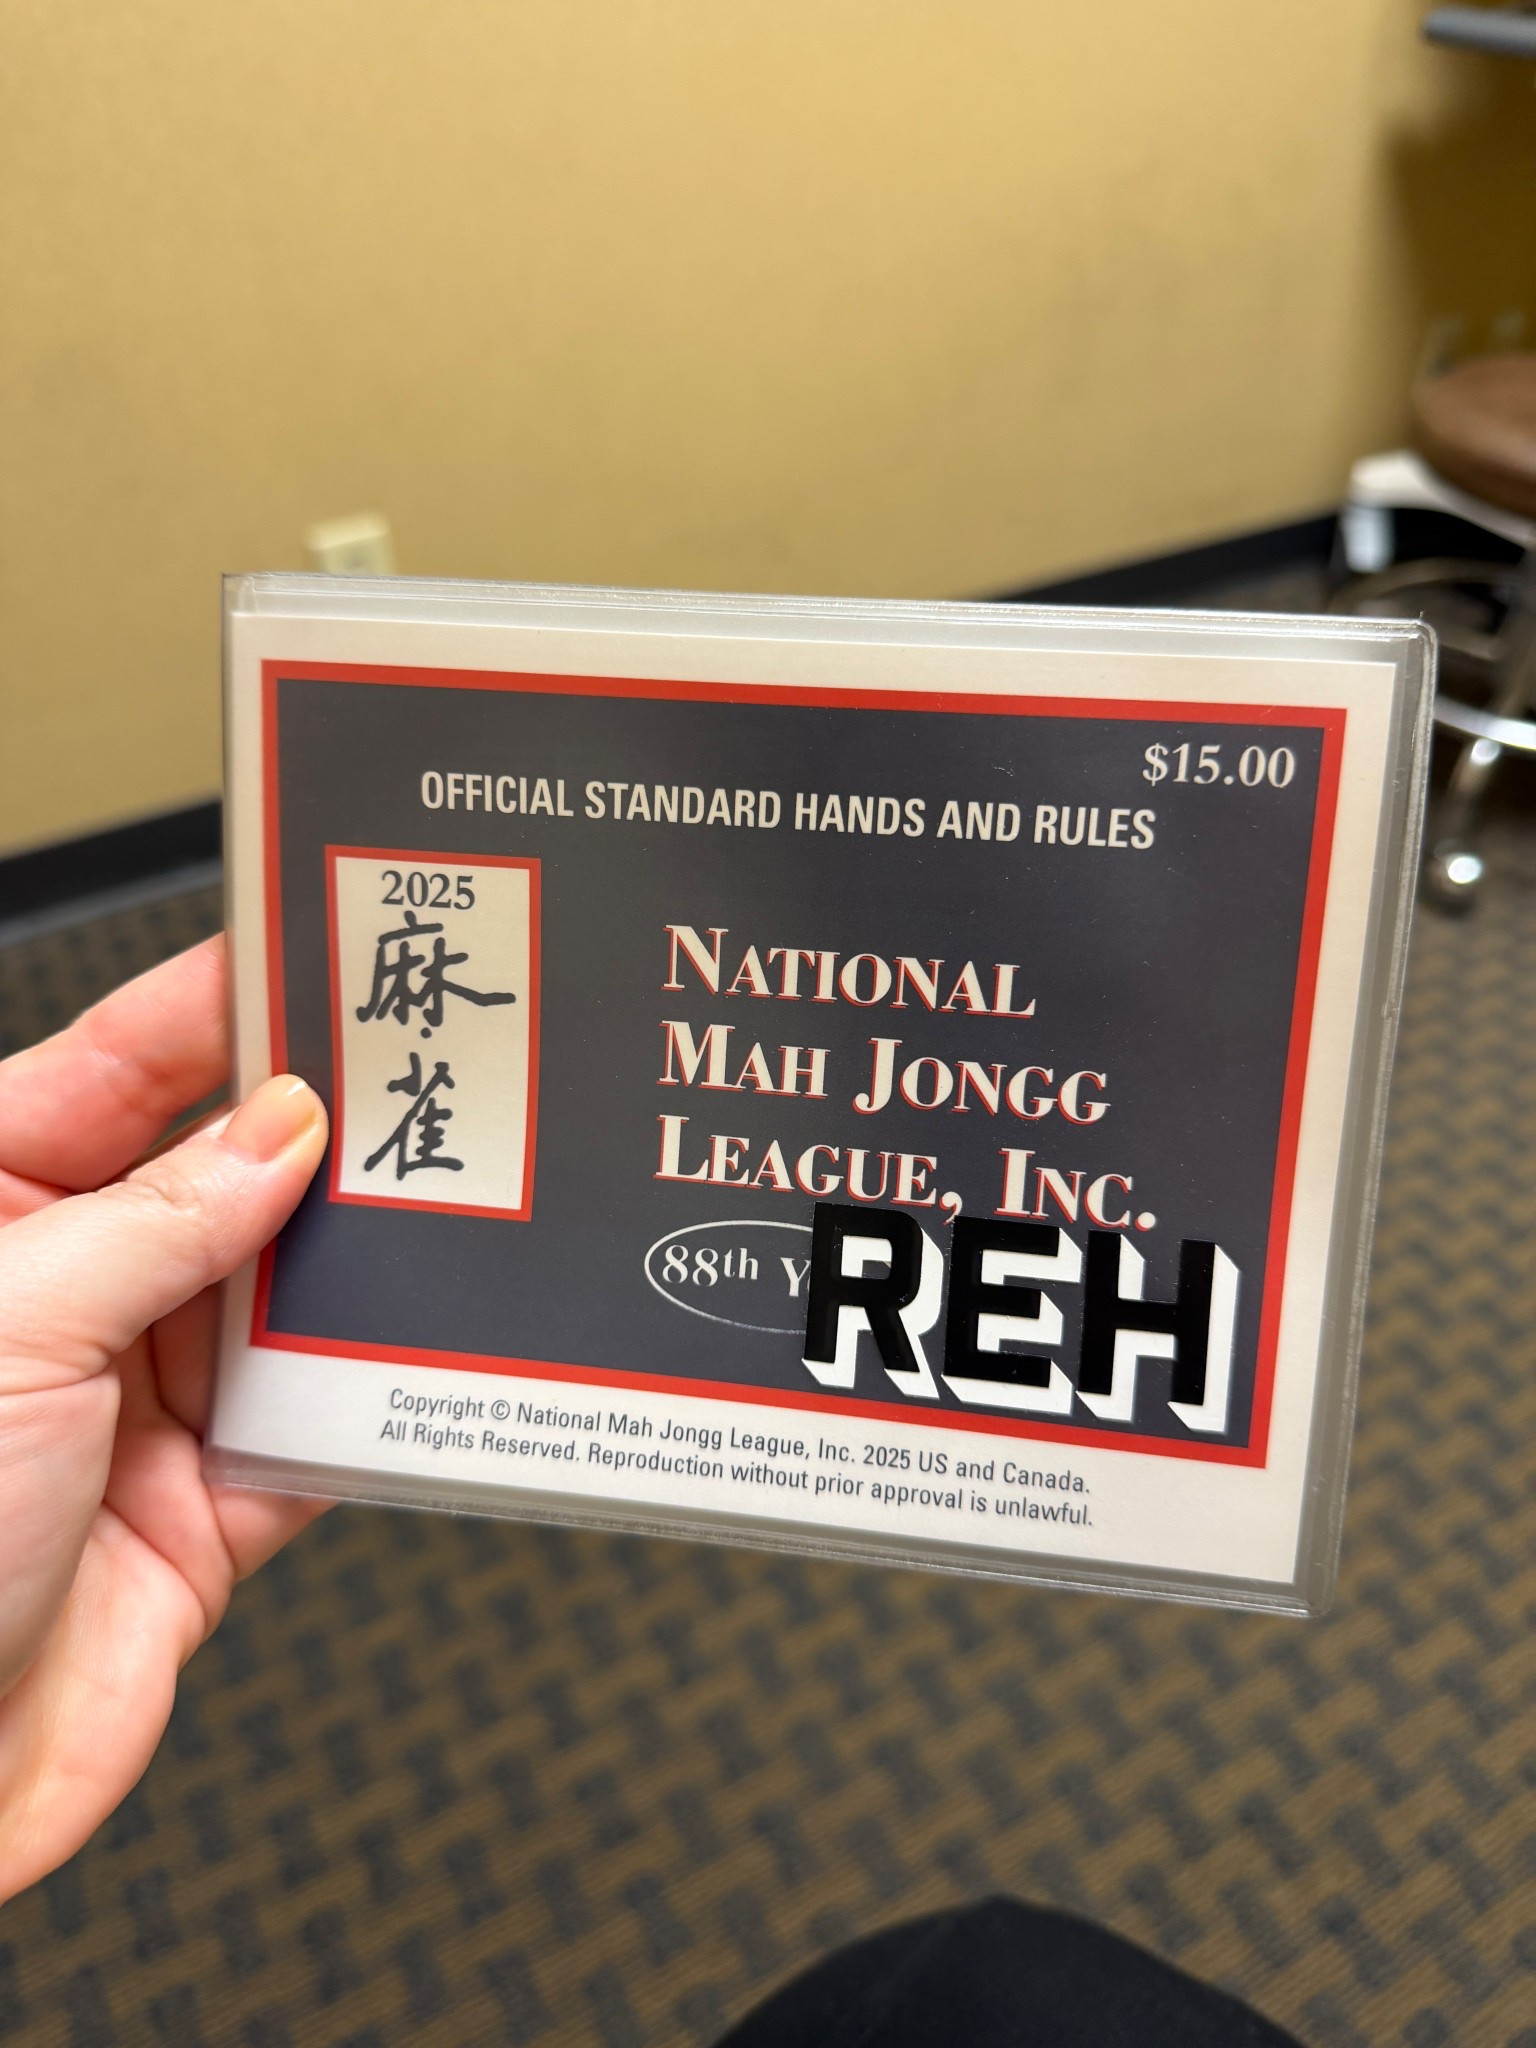 $15.00
OFFICIAL STANDARD HANDS AND RULES
2025
麻
雀
NATIONAL
MAH JONGG
LEAGUE, INC.
88th
REH
Copyright © National Mah Jongg League, Inc. 2025 US and Canada.
All Rights Reserved. Reproduction without prior approval is unlawful.